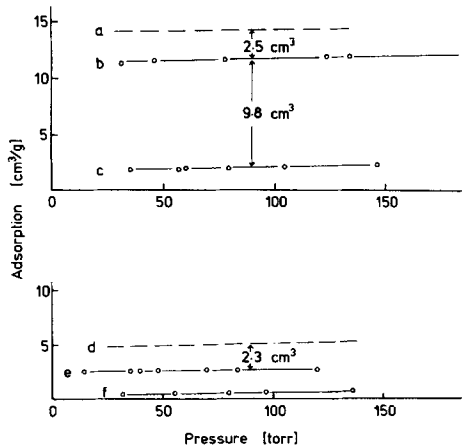 15
a
2·5 cm³
b
10
9·8 cm³
5
c
0 50 100 150
Adsorption (cm³/g)
10
d
5
2·3 cm³
e
f
0 50 100 150
Pressure (torr)